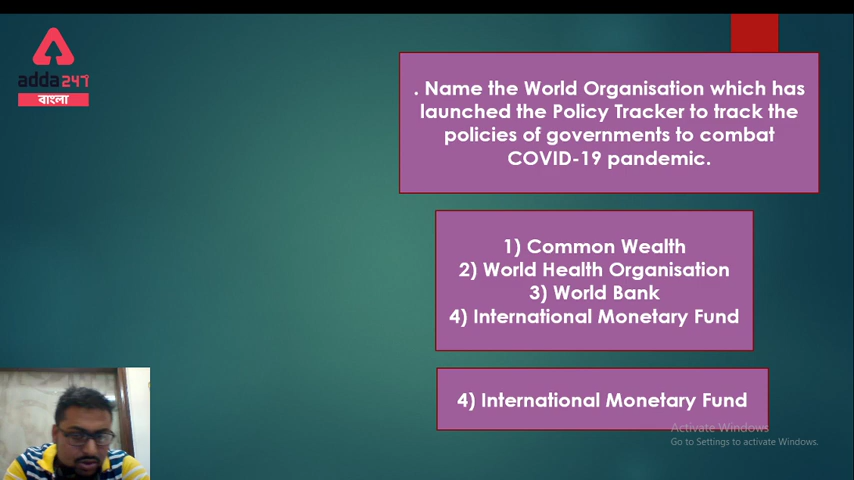 adda247
বাংলা
. Name the World Organisation which has
launched the Policy Tracker to track the
policies of governments to combat
COVID-19 pandemic.
1) Common Wealth
2) World Health Organisation
3) World Bank
4) International Monetary Fund
4) International Monetary Fund
Activate Windows
Go to Settings to activate Windows.